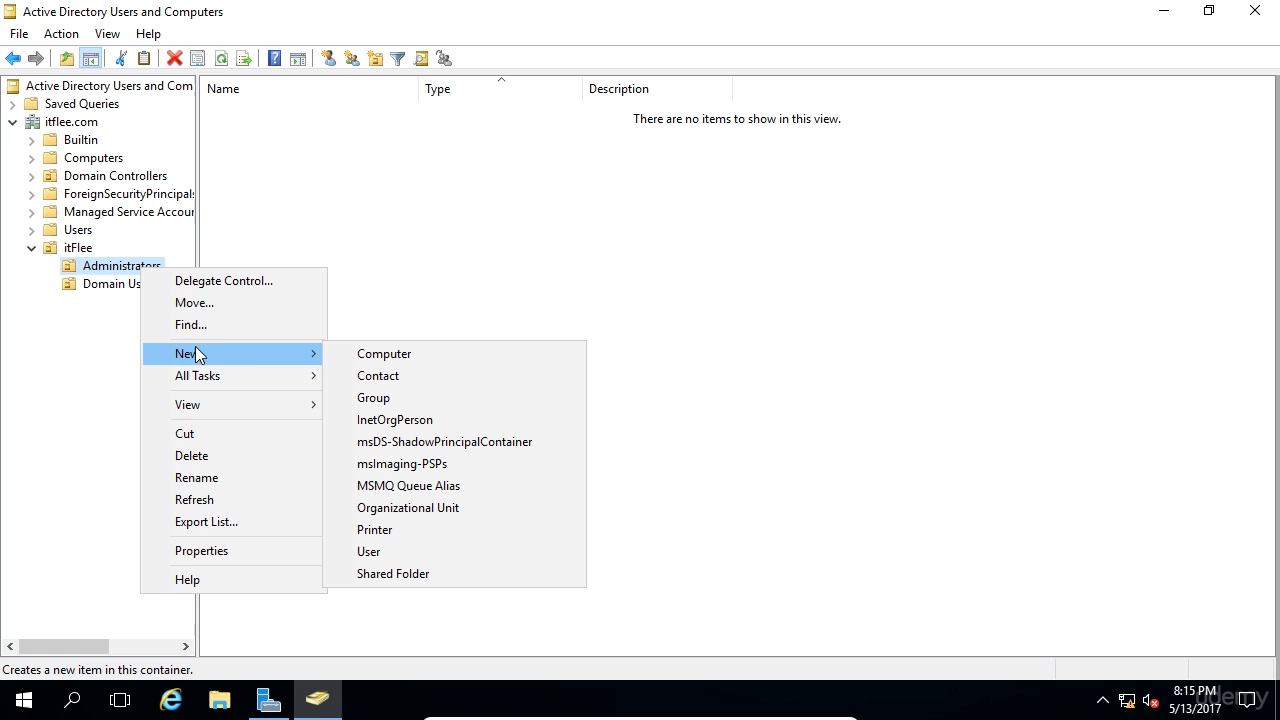 Active Directory Users and Computers
File Action View Help
Active Directory Users and Com
Saved Queries
itflee.com
Builtin
Computers
Domain Controllers
ForeignSecurityPrincipals
Managed Service Accour
Users
itFlee
Administrators
Domain Us
Name Type Description
There are no items to show in this view.
Delegate Control...
Move...
Find...
New
All Tasks
View
Cut
Delete
Rename
Refresh
Export List...
Properties
Help
Computer
Contact
Group
InetOrgPerson
msDS-ShadowPrincipalContainer
msImaging-PSPs
MSMQ Queue Alias
Organizational Unit
Printer
User
Shared Folder
Creates a new item in this container.
8:15 PM
5/13/2017
udemy